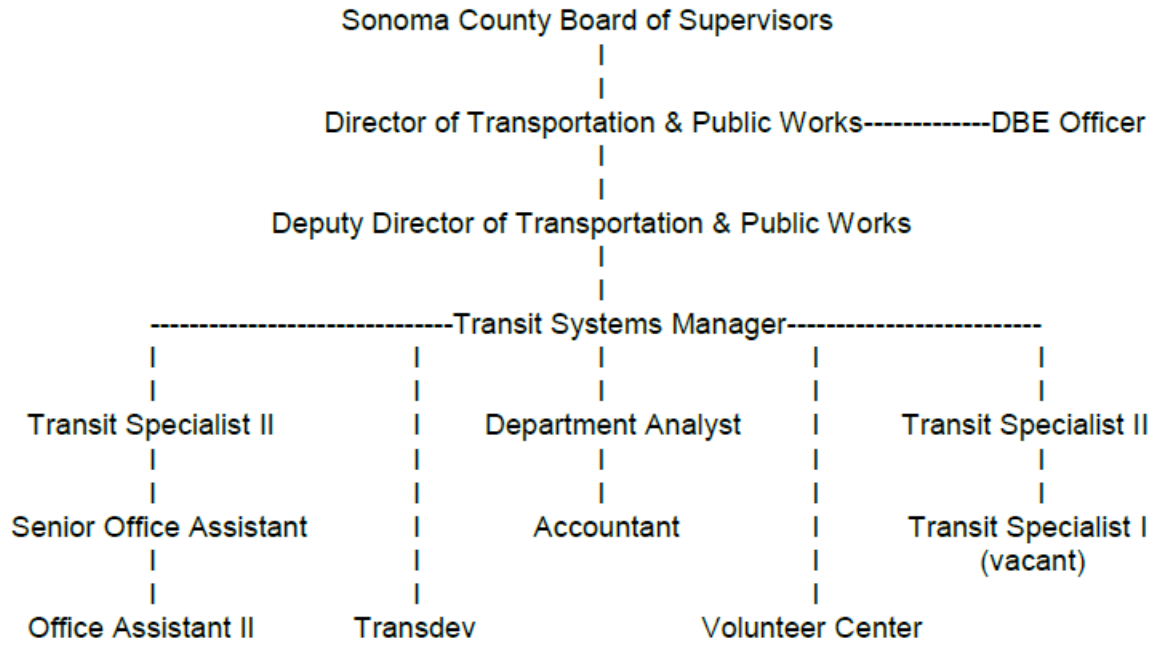 Sonoma County Board of Supervisors
Director of Transportation & Public Works-------------DBE Officer
Deputy Director of Transportation & Public Works
-------------------------------Transit Systems Manager--------------------------
Transit Specialist II Department Analyst Transit Specialist II
Senior Office Assistant Accountant Transit Specialist I
(vacant)
Office Assistant II Transdev Volunteer Center